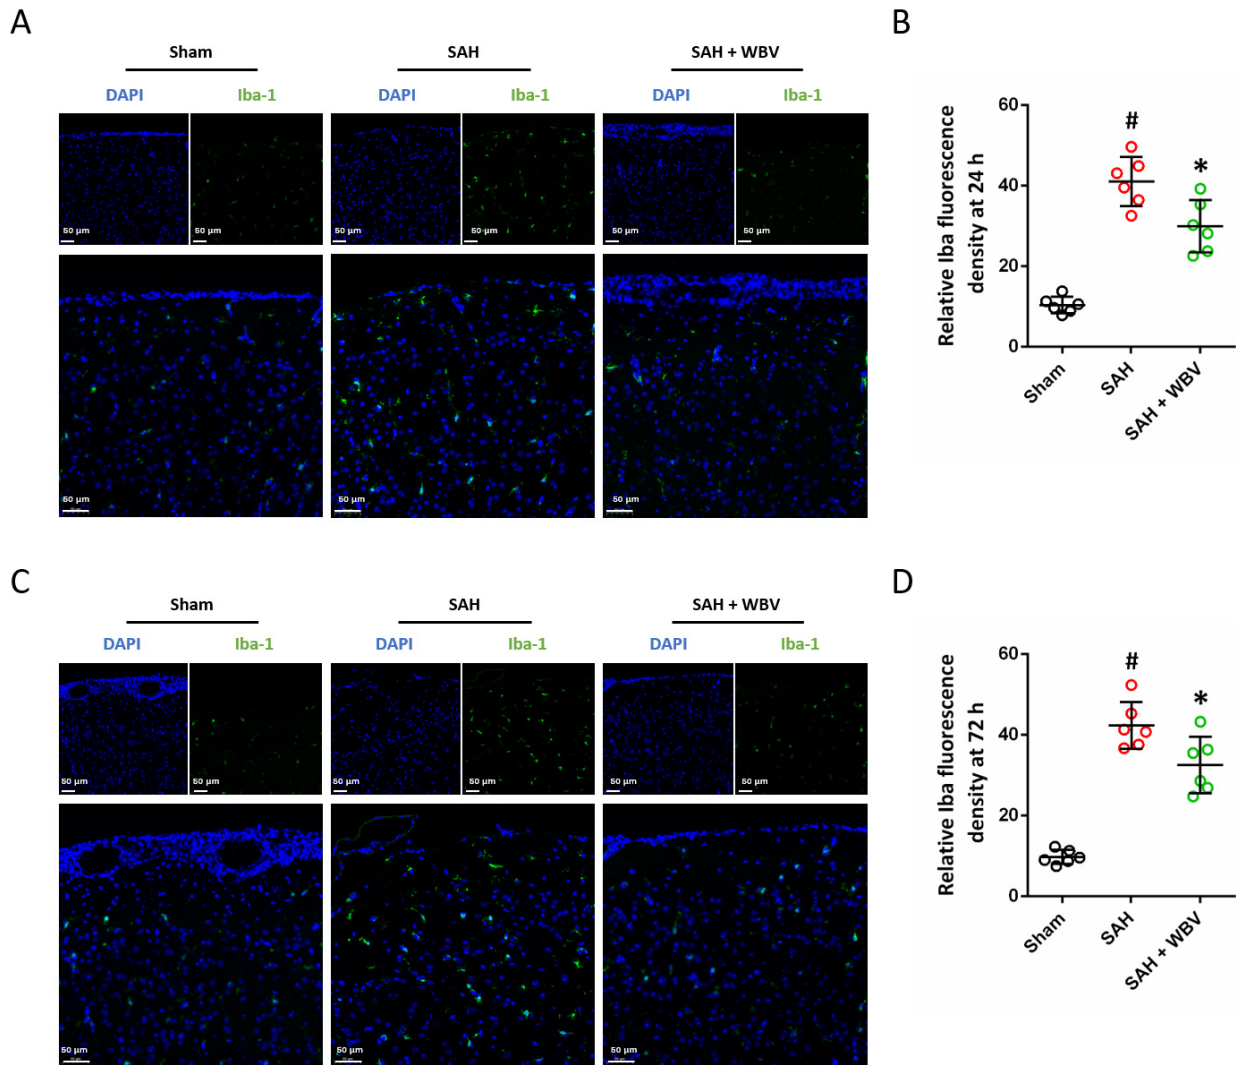 A
Sham
SAH
SAH + WBV
DAPI
Iba-1
DAPI
Iba-1
DAPI
Iba-1
50 µm
50 µm
50 µm
50 µm
50 µm
50 µm
50 µm
50 µm
50 µm
B
Relative Iba fluorescence
density at 24 h
60
40
20
0
#
*
Sham
SAH
SAH + WBV
C
Sham
SAH
SAH + WBV
DAPI
Iba-1
DAPI
Iba-1
DAPI
Iba-1
50 µm
50 µm
50 µm
50 µm
50 µm
50 µm
50 µm
50 µm
50 µm
D
Relative Iba fluorescence
density at 72 h
60
40
20
0
#
*
Sham
SAH
SAH + WBV